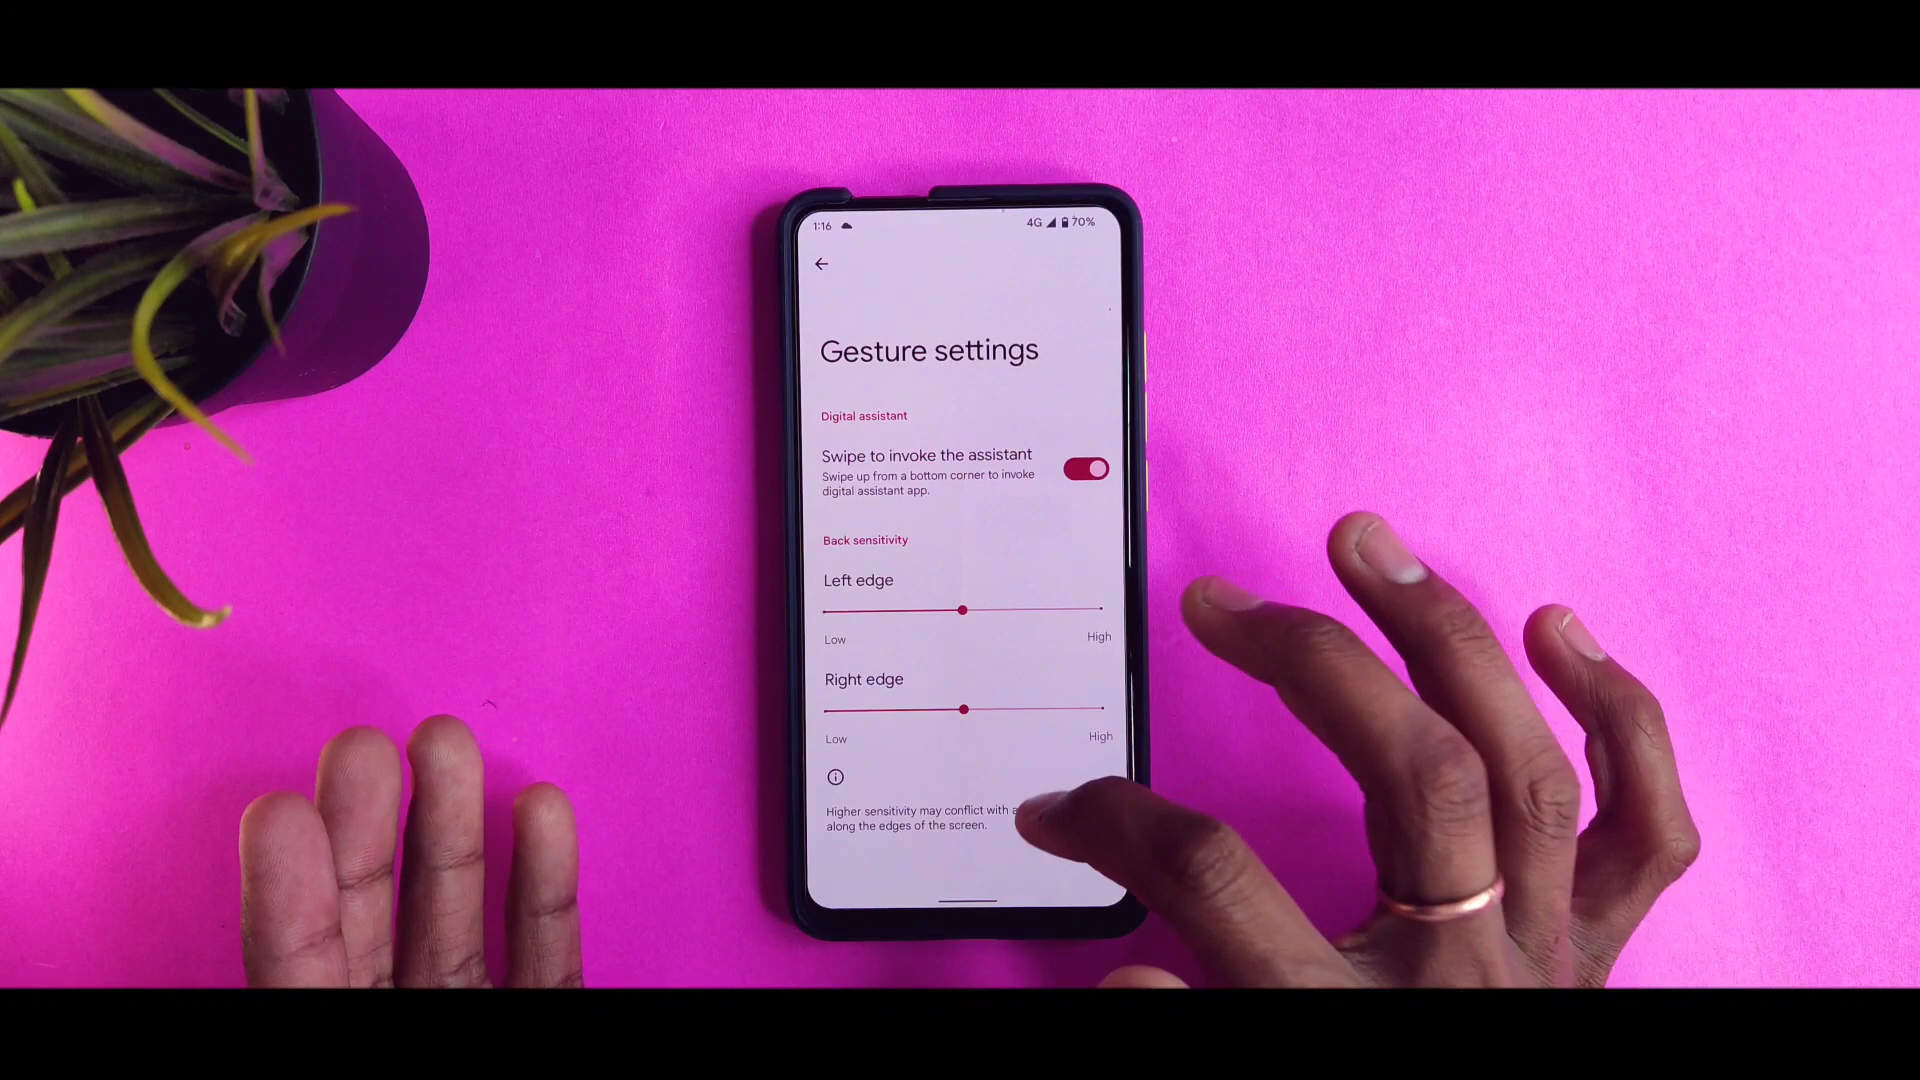 1:16
4G 70%
Gesture settings
Digital assistant
Swipe to invoke the assistant
Swipe up from a bottom corner to invoke
digital assistant app.
Back sensitivity
Left edge
Low High
Right edge
Low High
Higher sensitivity may conflict with
along the edges of the screen.